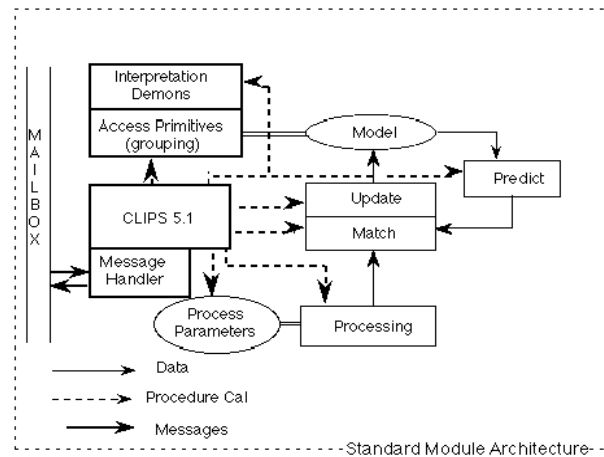 MAILBOX
Interpretation
Demons
Access Primitives
(grouping)
Model
Predict
CLIPS 5.1
Update
Match
Message
Handler
Process
Parameters
Processing
Data
Procedure Cal
Messages
Standard Module Architecture